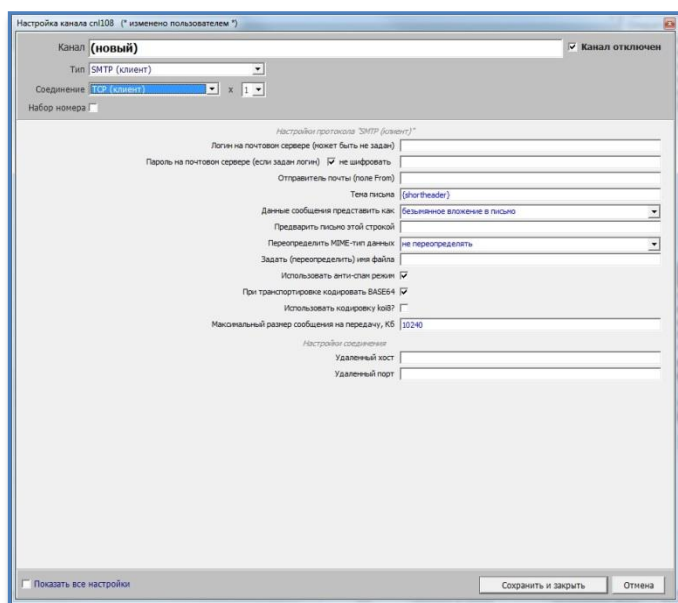 Настройка канала cnl108 (* изменено пользователем *)
Канал (новый) Канал отключен
Тип SMTP (клиент)
Соединение TCP (клиент) x 1
Набор номера
Настройки протокола "SMTP (клиент)"
Логин на почтовом сервере (может быть не задан)
Пароль на почтовом сервере (если задан логин) не шифровать
Отправитель почты (поле From)
Тема письма {shortheader}
Данные сообщения представить как безымянное вложение в письмо
Предварить письмо этой строкой
Переопределить MIME-тип данных не переопределять
Задать (переопределить) имя файла
Использовать анти-спам режим
При транспортировке кодировать BASE64
Использовать кодировку koi8?
Максимальный размер сообщения на передачу, Кб 10240
Настройки соединения
Удаленный хост
Удаленный порт
Показать все настройки Сохранить и закрыть Отмена